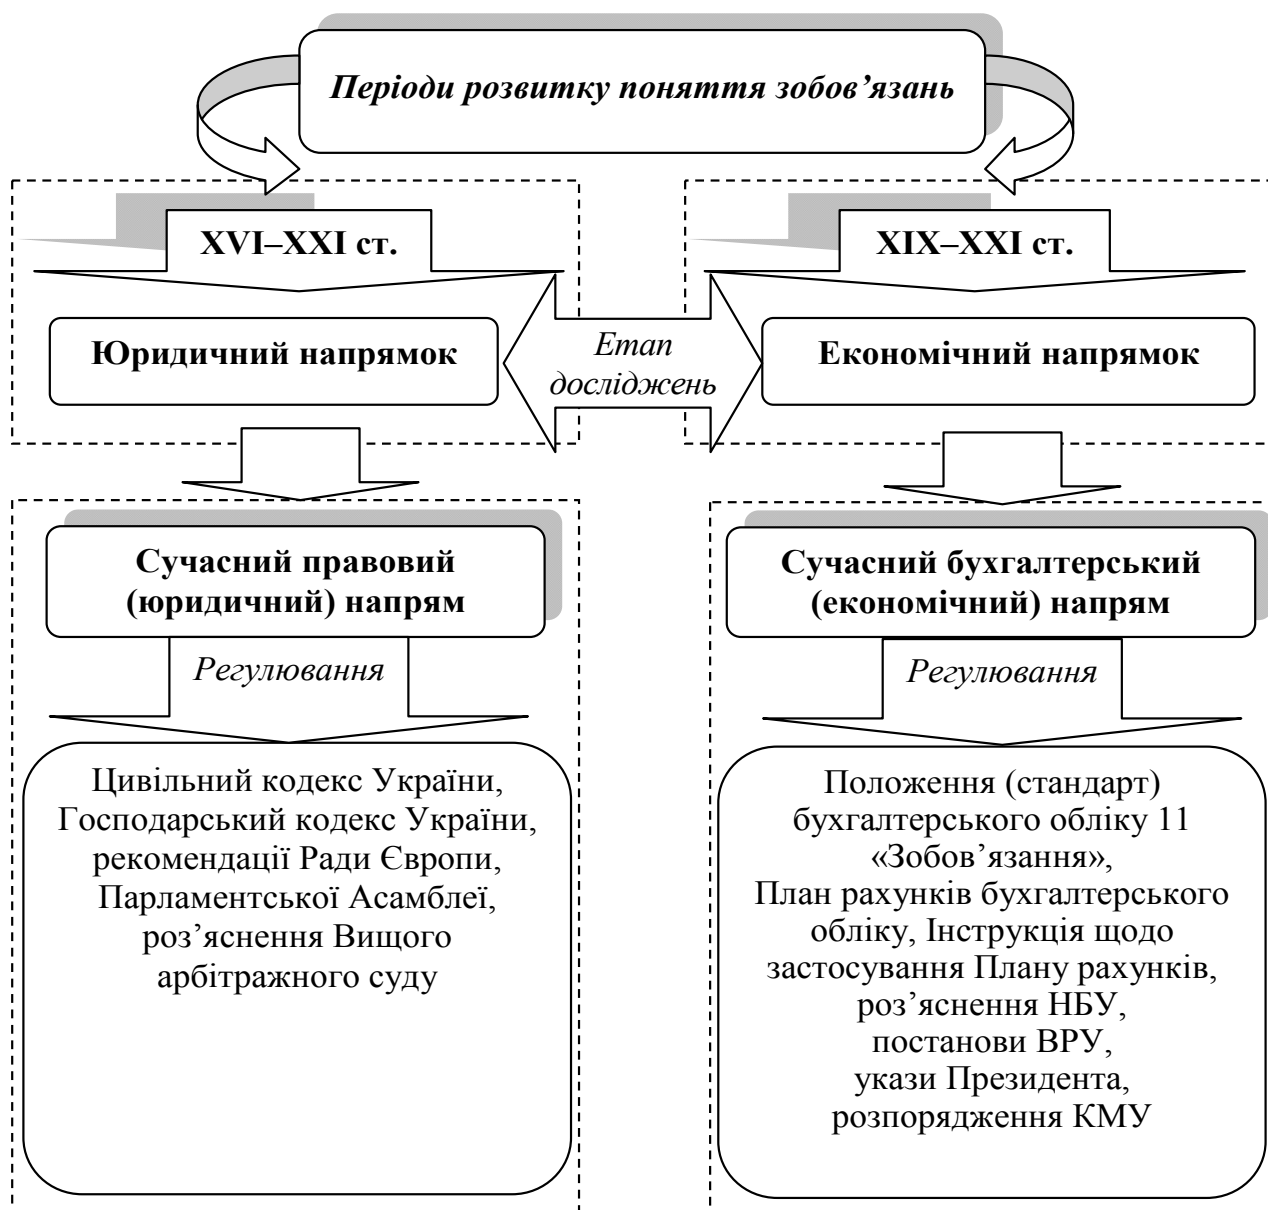 Періоди розвитку поняття зобов’язань
XVI–XXI ст.
XIX–XXI ст.
Юридичний напрямок
Етап
досліджень
Економічний напрямок
Сучасний правовий
(юридичний) напрям
Сучасний бухгалтерський
(економічний) напрям
Регулювання
Регулювання
Цивільний кодекс України,
Господарський кодекс України,
рекомендації Ради Європи,
Парламентської Асамблеї,
роз’яснення Вищого
арбітражного суду
Положення (стандарт)
бухгалтерського обліку 11
«Зобов’язання»,
План рахунків бухгалтерського
обліку, Інструкція щодо
застосування Плану рахунків,
роз’яснення НБУ,
постанови ВРУ,
укази Президента,
розпорядження КМУ